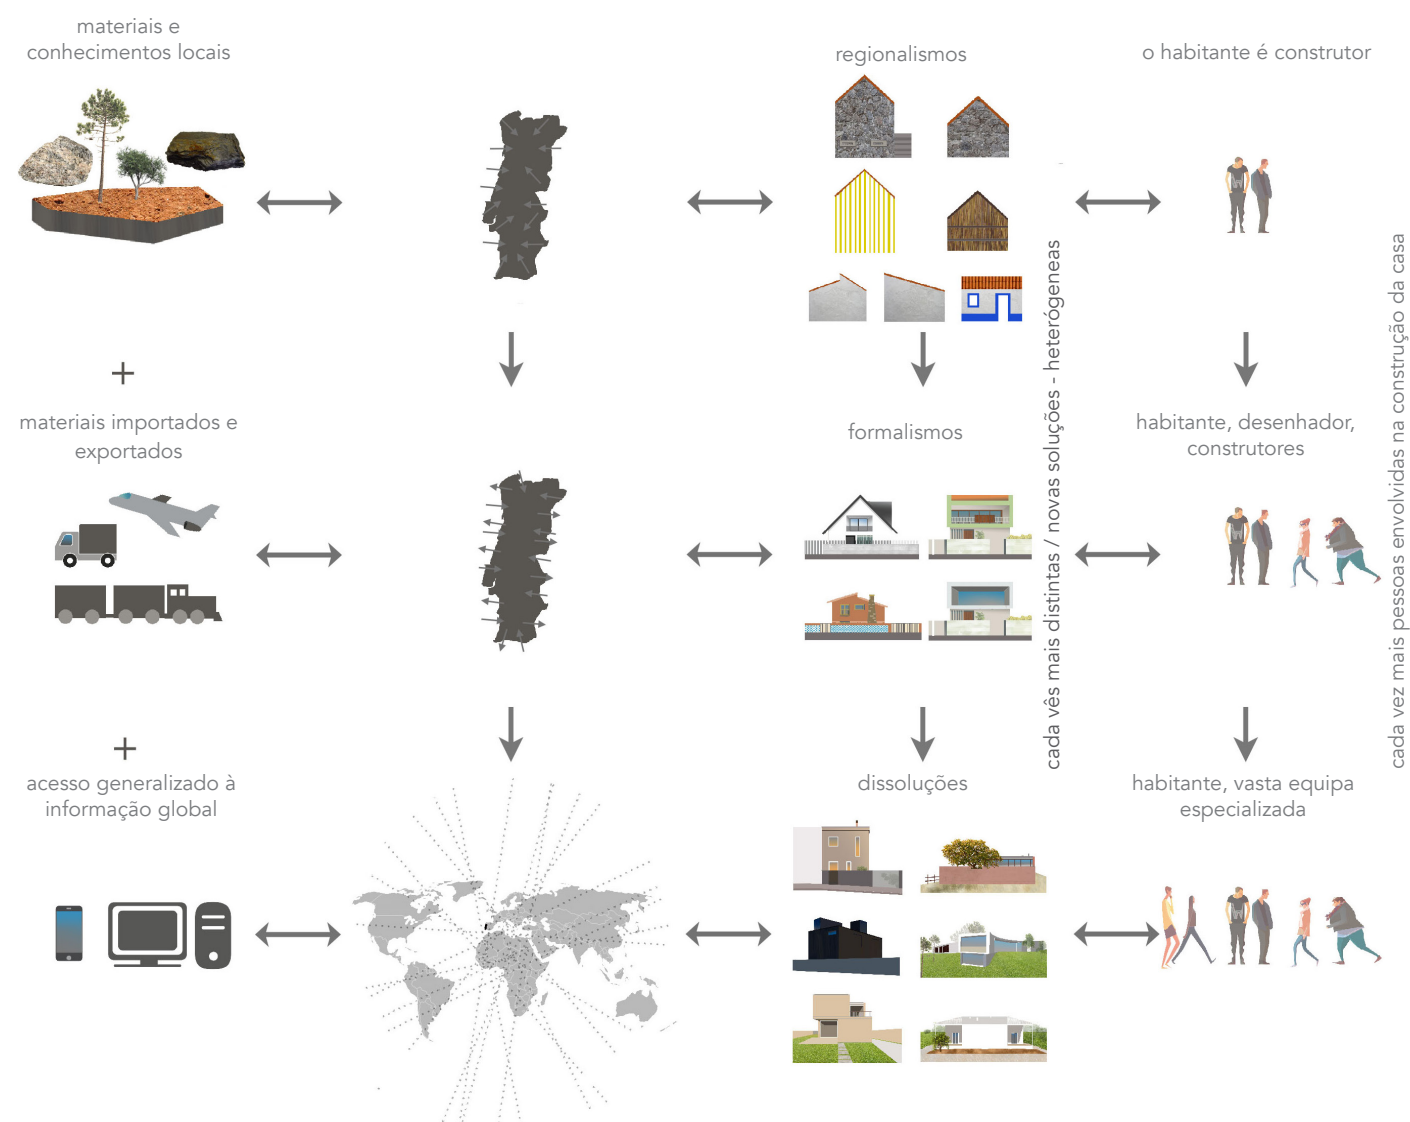 materiais e
conhecimentos locais
regionalismos
o habitante é construtor
+
materiais importados e
exportados
formalismos
habitante, desenhador,
construtores
cada vês mais distintas / novas soluções - heterógeneas
cada vez mais pessoas envolvidas na construção da casa
+
acesso generalizado à
informação global
dissoluções
habitante, vasta equipa
especializada